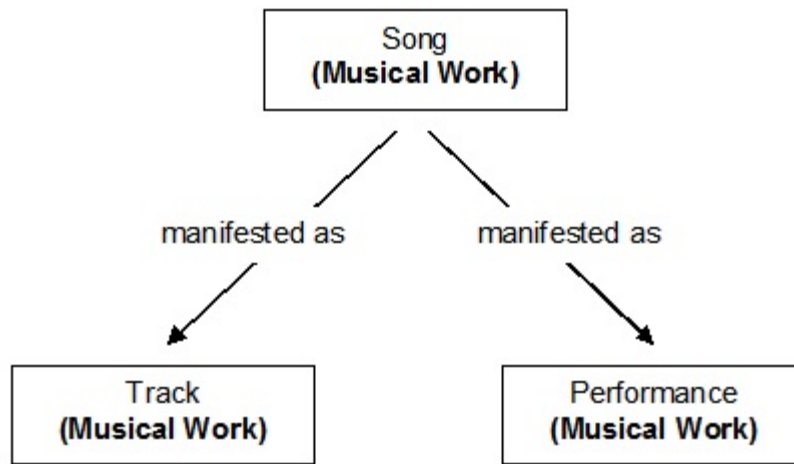 Song
(Musical Work)
manifested as
manifested as
Track
(Musical Work)
Performance
(Musical Work)